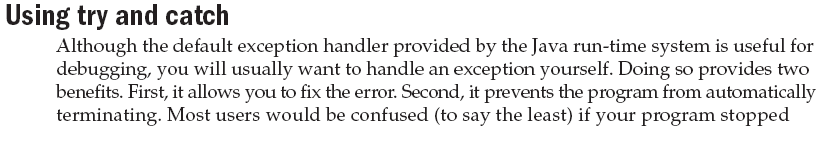 Using try and catch
Although the default exception handler provided by the Java run-time system is useful for
debugging, you will usually want to handle an exception yourself. Doing so provides two
benefits. First, it allows you to fix the error. Second, it prevents the program from automatically
terminating. Most users would be confused (to say the least) if your program stopped